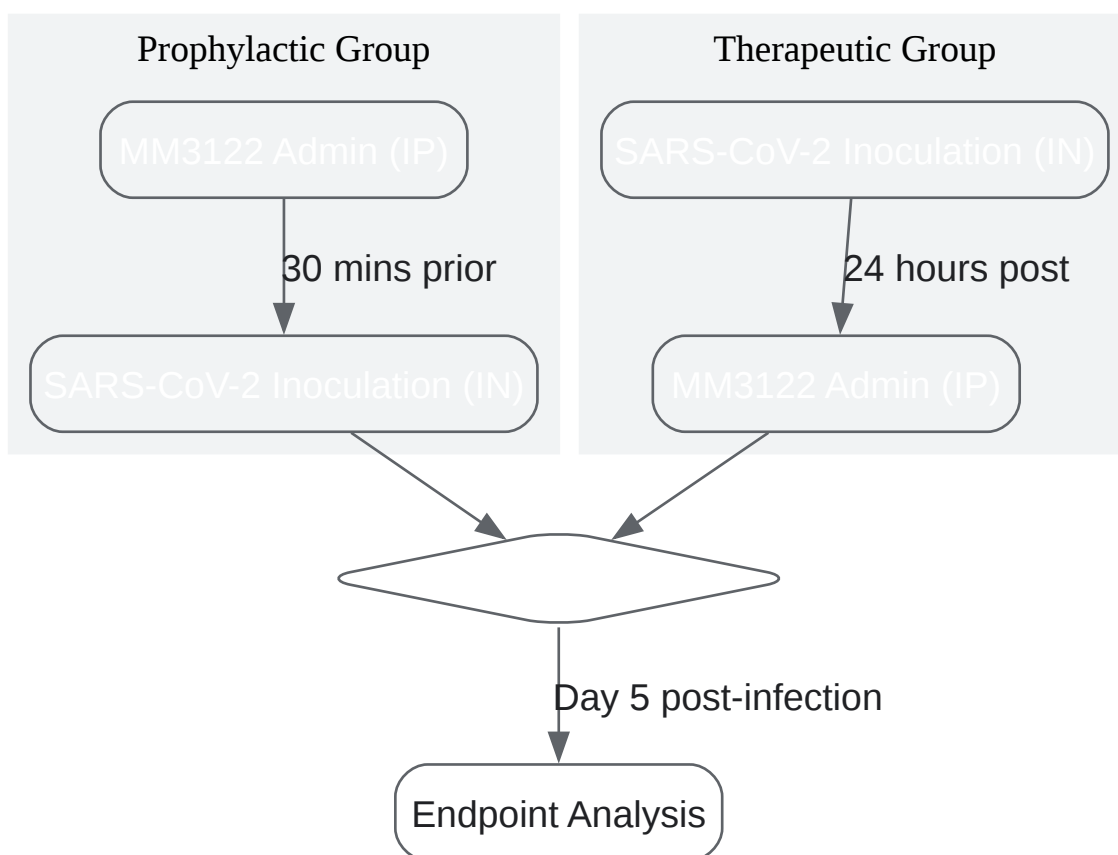 Prophylactic Group
MM3122 Admin (IP)
30 mins prior
SARS-CoV-2 Inoculation (IN)
Therapeutic Group
SARS-CoV-2 Inoculation (IN)
24 hours post
MM3122 Admin (IP)
Day 5 post-infection
Endpoint Analysis